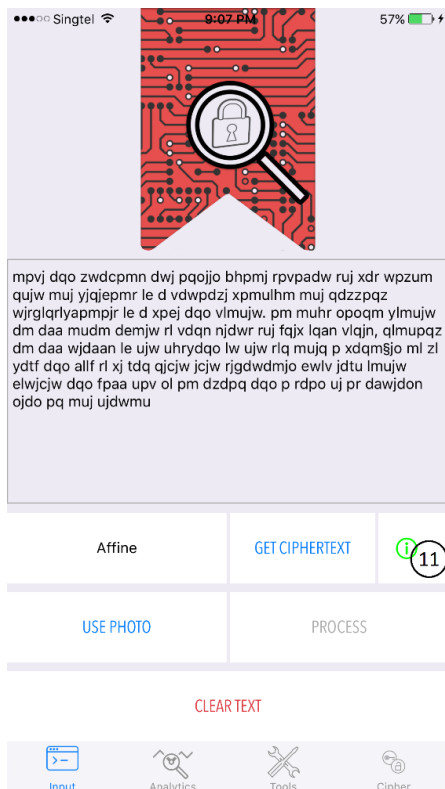 Singtel 9:07 PM 57%
mpvj dqo zwdcpmn dwj pqojjo bhpmj rpvpadw ruj xdr wpzum
qujw muj yjqjepmr le d vdwpdzj xpmulhm muj qdzzpqz
wjrglqrlyapmpjr le d xpej dqo vlmujw. pm muhr opoqm ylmujw
dm daa mudm demjw rl vdqn njdwr ruj fqjx lqan vlqjn, qlmupqz
dm daa wjdaan le ujw uhrydqo lw ujw rlq mujq p xdqm§jo ml zl
ydtf dqo allf rl xj tdq qjcjw jcjw rjgdwdmjo ewlv jdtu lmujw
elwjcjw dqo fpaa upv ol pm dzdpq dqo p rdpo uj pr dawjdon
ojdo pq muj ujdwmu
Affine
GET CIPHERTEXT
11
USE PHOTO
PROCESS
CLEAR TEXT
Input Analytics Tools Cipher